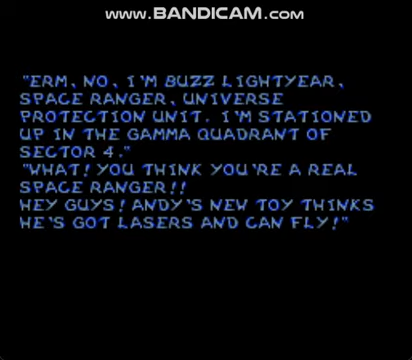 www.BANDICAM.com
"ERM, NO, I'M BUZZ LIGHTYEAR,
SPACE RANGER, UNIVERSE
PROTECTION UNIT. I'M STATIONED
UP IN THE GAMMA QUADRANT OF
SECTOR 4."
"WHAT! YOU THINK YOU'RE A REAL
SPACE RANGER!!
HEY GUYS! ANDY'S NEW TOY THINKS
HE'S GOT LASERS AND CAN FLY!"